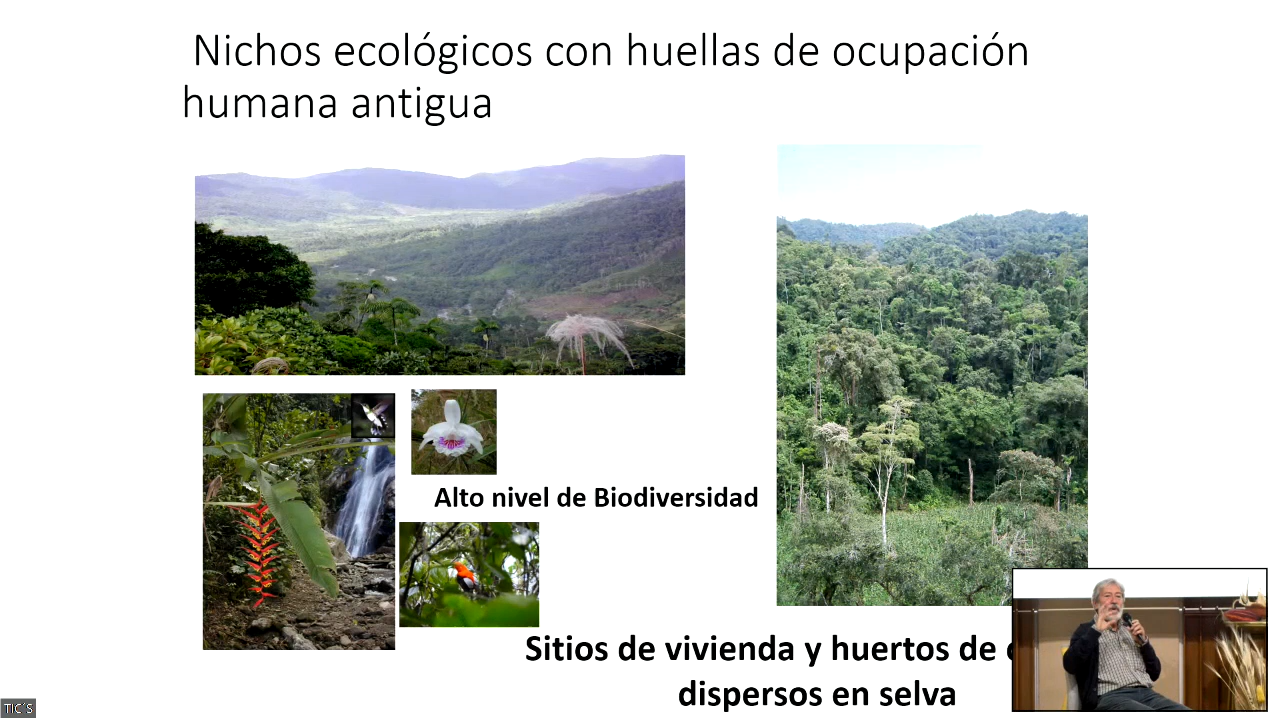 Nichos ecológicos con huellas de ocupación
humana antigua
Alto nivel de Biodiversidad
Sitios de vivienda y huertos de
dispersos en selva
TIC´S